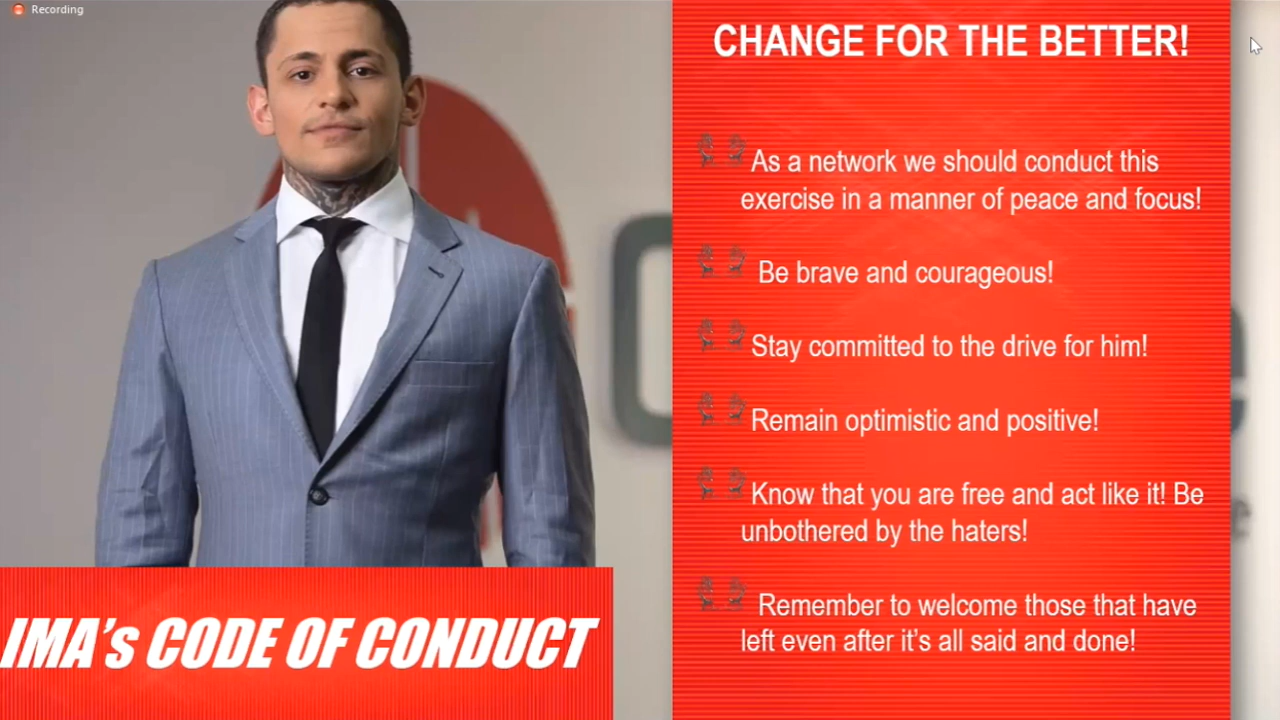 Recording
CHANGE FOR THE BETTER!
As a network we should conduct this
exercise in a manner of peace and focus!
Be brave and courageous!
Stay committed to the drive for him!
Remain optimistic and positive!
Know that you are free and act like it! Be
unbothered by the haters!
Remember to welcome those that have
left even after it's all said and done!
IMA's CODE OF CONDUCT